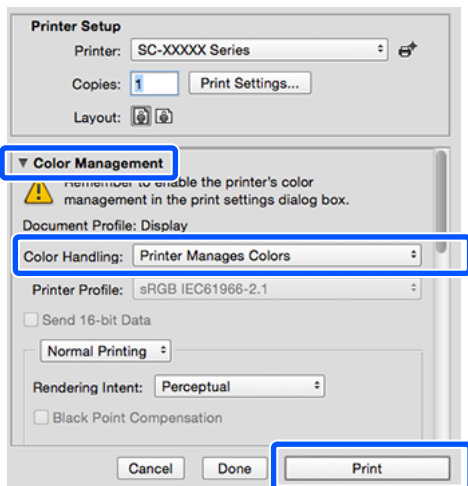 Printer Setup
Printer: SC-XXXXX Series
Copies: 1 Print Settings...
Layout:
▼ Color Management
Remember to enable the printer's color
management in the print settings dialog box.
Document Profile: Display
Color Handling: Printer Manages Colors
Printer Profile: sRGB IEC61966-2.1
Send 16-bit Data
Normal Printing
Rendering Intent: Perceptual
Black Point Compensation
Cancel Done Print